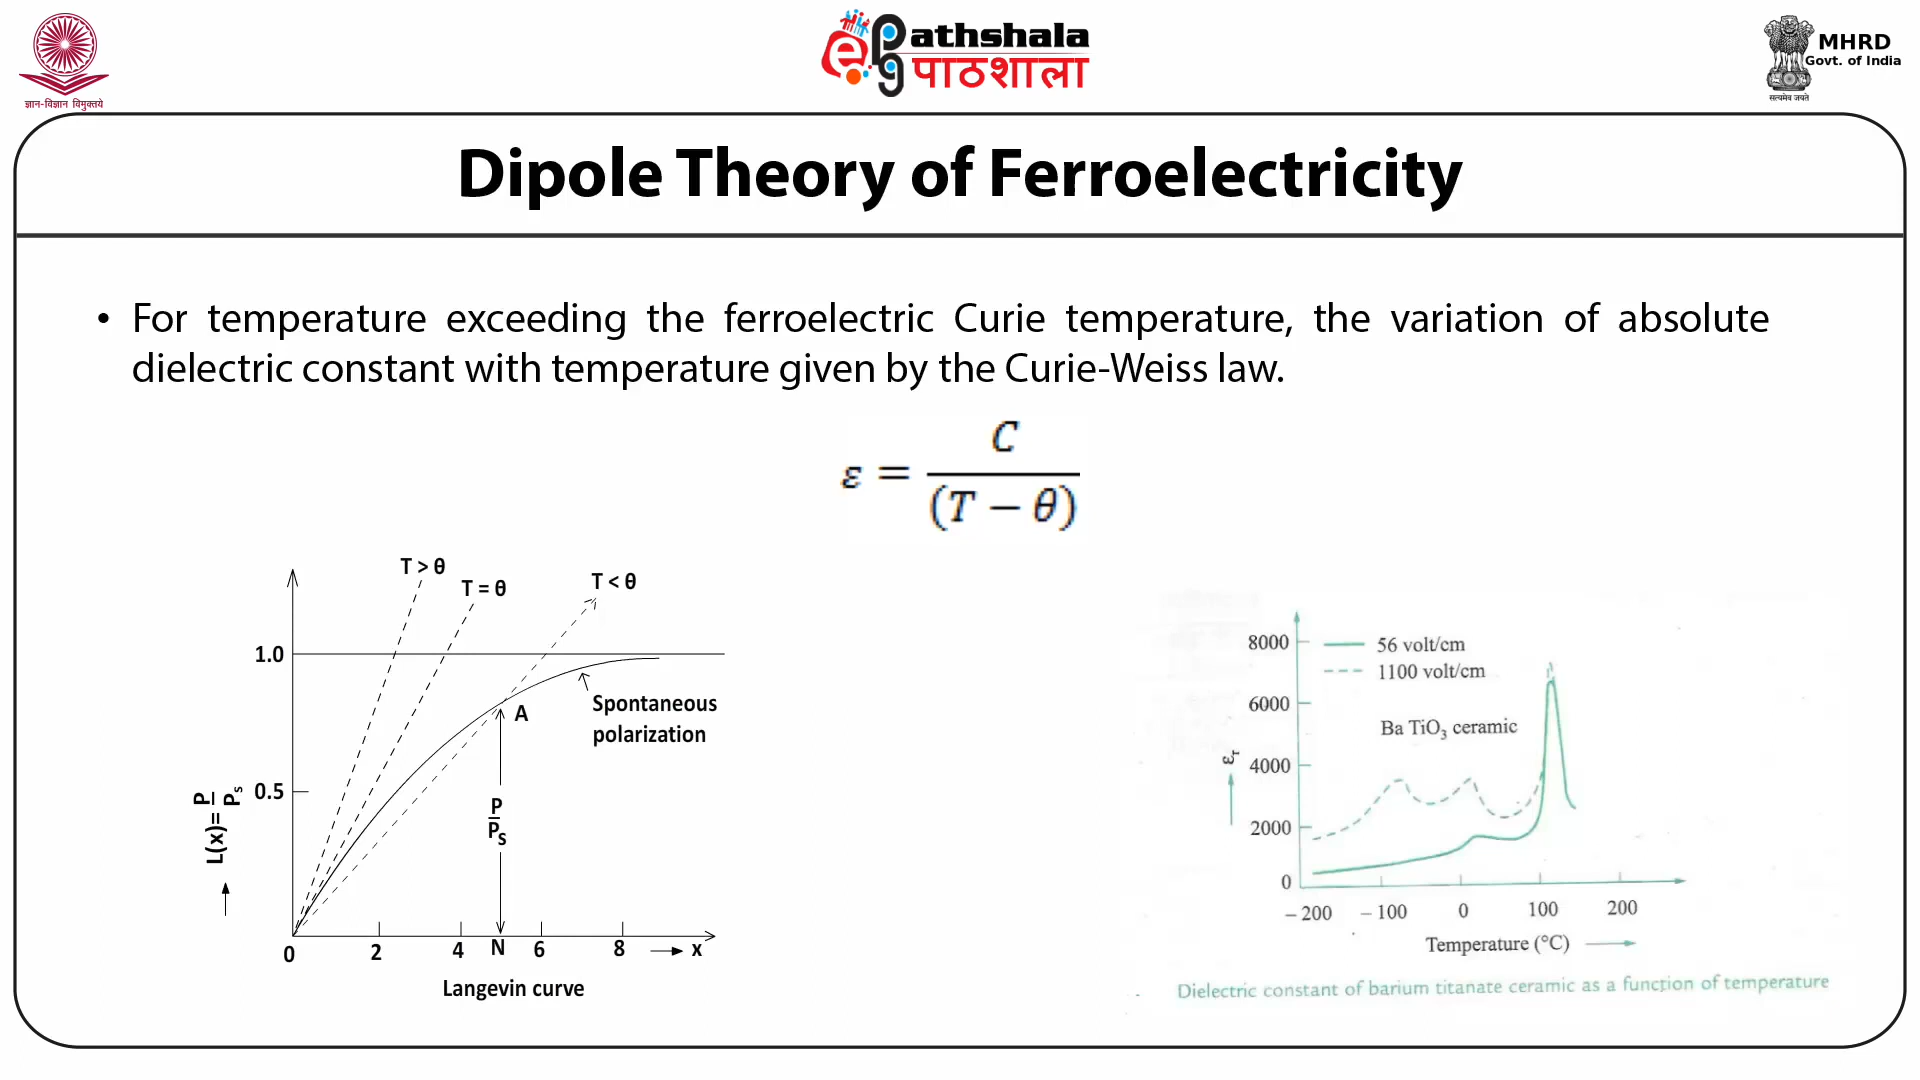 ज्ञान-विज्ञान विमुक्तये
ePathshala
पाठशाला
MHRD
Govt. of India
सत्यमेव जयते
Dipole Theory of Ferroelectricity
• For temperature exceeding the ferroelectric Curie temperature, the variation of absolute
dielectric constant with temperature given by the Curie-Weiss law.
ε = C / (T − θ)
T > θ
T = θ
T < θ
1.0
Spontaneous
polarization
A
0.5
L(x)= P/Ps
P/PS
0 2 4 N 6 8 x
Langevin curve
8000
56 volt/cm
1100 volt/cm
6000
Ba TiO₃ ceramic
εr
4000
2000
0
−200 −100 0 100 200
Temperature (°C)
Dielectric constant of barium titanate ceramic as a function of temperature